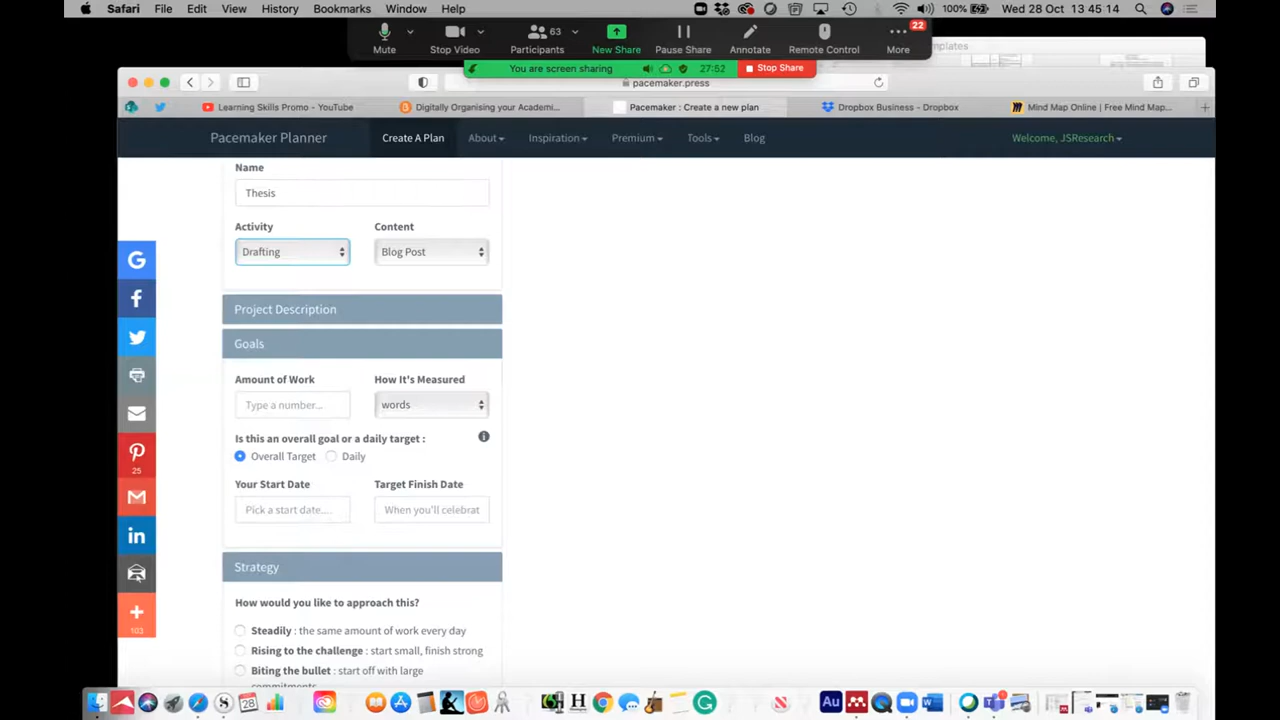 Safari File Edit View History Bookmarks Window Help 100% Wed 28 Oct 13:45:14
63 22
Mute Stop Video Participants New Share Pause Share Annotate Remote Control More
You are screen sharing 27:52 Stop Share
pacemaker.press
Learning Skills Promo - YouTube Digitally Organising your Academi... Pacemaker : Create a new plan Dropbox Business - Dropbox Mind Map Online | Free Mind Map...
Pacemaker Planner Create A Plan About Inspiration Premium Tools Blog Welcome, JSResearch
Name
Thesis
Activity Content
Drafting Blog Post
Project Description
Goals
Amount of Work How It's Measured
Type a number... words
Is this an overall goal or a daily target :
Overall Target Daily
Your Start Date Target Finish Date
Pick a start date.... When you'll celebrat
25
103
Strategy
How would you like to approach this?
Steadily : the same amount of work every day
Rising to the challenge : start small, finish strong
Biting the bullet : start off with large
commitments